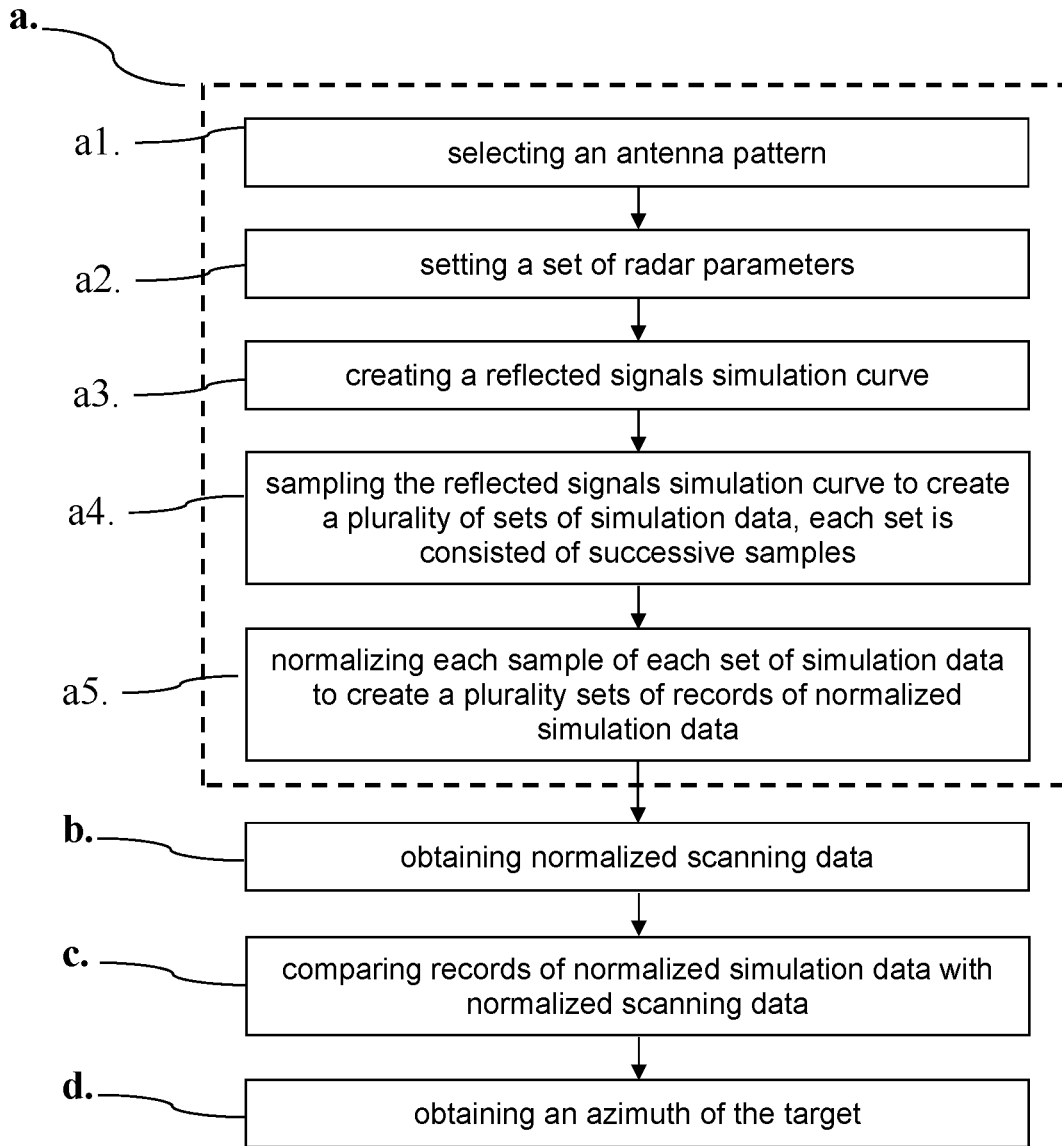 a.
a1.
selecting an antenna pattern
a2.
setting a set of radar parameters
a3.
creating a reflected signals simulation curve
a4.
sampling the reflected signals simulation curve to create
a plurality of sets of simulation data, each set is
consisted of successive samples
a5.
normalizing each sample of each set of simulation data
to create a plurality sets of records of normalized
simulation data
b.
obtaining normalized scanning data
c.
comparing records of normalized simulation data with
normalized scanning data
d.
obtaining an azimuth of the target